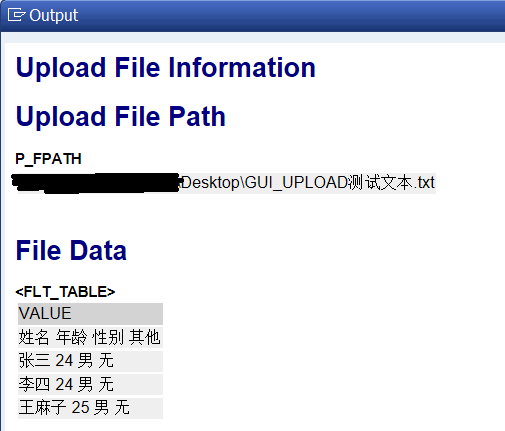 Output
Upload File Information
Upload File Path
P_FPATH
\Desktop\GUI_UPLOAD测试文本.txt
File Data
<FLT_TABLE>
VALUE
姓名 年龄 性别 其他
张三 24 男 无
李四 24 男 无
王麻子 25 男 无